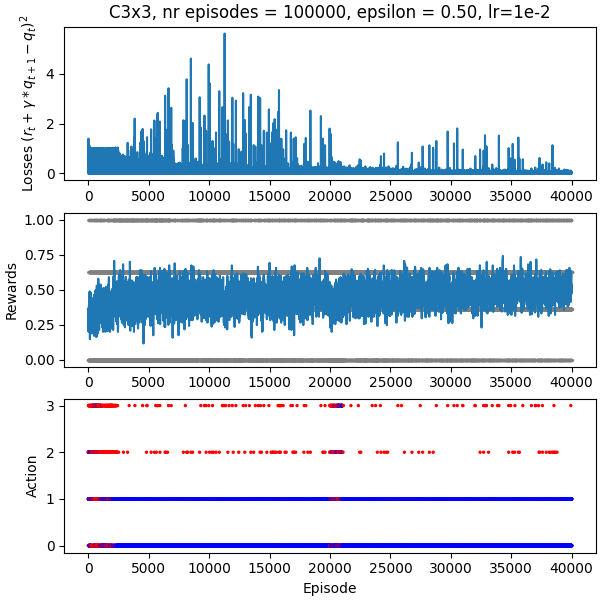 C3x3, nr episodes = 100000, epsilon = 0.50, lr=1e-2
Losses $(r_t + \gamma * q_{t+1} - q_t)^2$
4
2
0
0 5000 10000 15000 20000 25000 30000 35000 40000
Rewards
1.00
0.75
0.50
0.25
0.00
0 5000 10000 15000 20000 25000 30000 35000 40000
Action
3
2
1
0
0 5000 10000 15000 20000 25000 30000 35000 40000
Episode